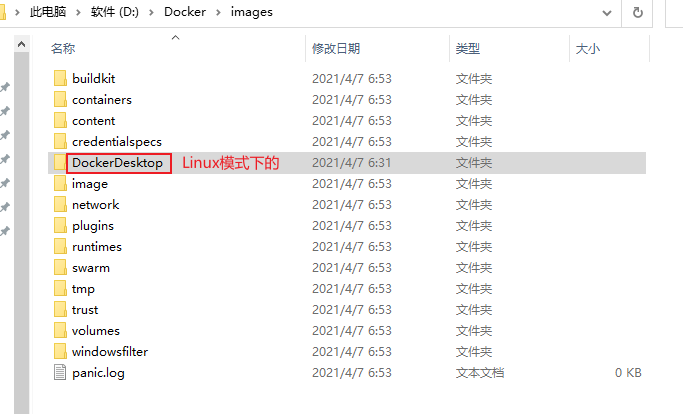 此电脑 > 软件 (D:) > Docker > images
名称 修改日期 类型 大小
buildkit 2021/4/7 6:53 文件夹
containers 2021/4/7 6:53 文件夹
content 2021/4/7 6:53 文件夹
credentialspecs 2021/4/7 6:53 文件夹
DockerDesktop Linux模式下的 2021/4/7 6:31 文件夹
image 2021/4/7 6:53 文件夹
network 2021/4/7 6:53 文件夹
plugins 2021/4/7 6:53 文件夹
runtimes 2021/4/7 6:53 文件夹
swarm 2021/4/7 6:53 文件夹
tmp 2021/4/7 6:53 文件夹
trust 2021/4/7 6:53 文件夹
volumes 2021/4/7 6:53 文件夹
windowsfilter 2021/4/7 6:53 文件夹
panic.log 2021/4/7 6:53 文本文档 0 KB